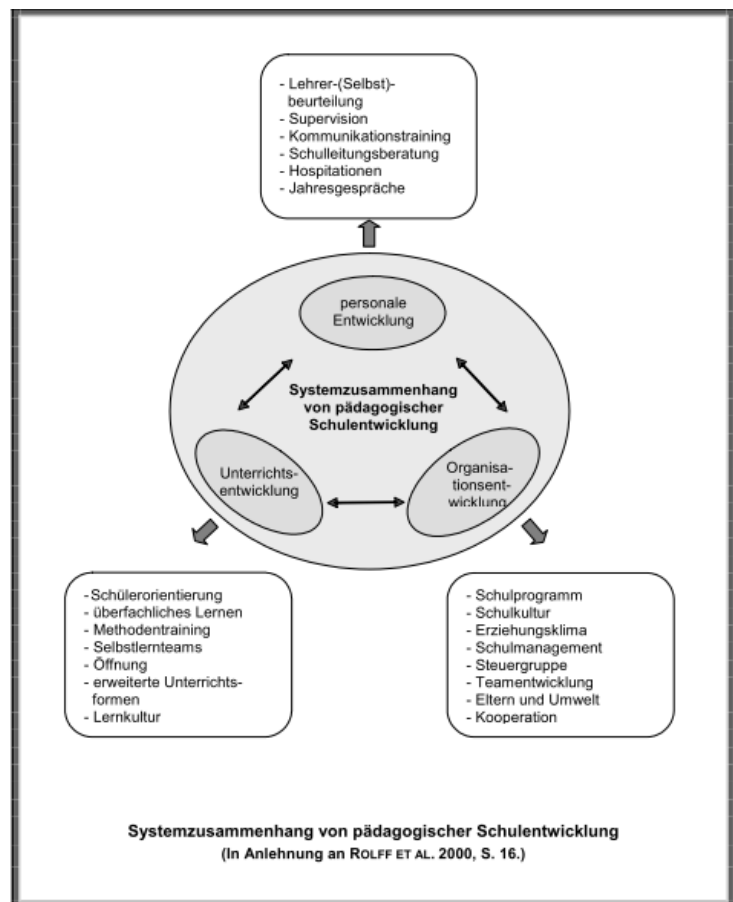 - Lehrer-(Selbst)-
beurteilung
- Supervision
- Kommunikationstraining
- Schulleitungsberatung
- Hospitationen
- Jahresgespräche
personale
Entwicklung
Systemzusammenhang
von pädagogischer
Schulentwicklung
Unterrichts-
entwicklung
Organisa-
tionsent-
wicklung
- Schülerorientierung
- überfachliches Lernen
- Methodentraining
- Selbstlernteams
- Öffnung
- erweiterte Unterrichts-
formen
- Lernkultur
- Schulprogramm
- Schulkultur
- Erziehungsklima
- Schulmanagement
- Steuergruppe
- Teamentwicklung
- Eltern und Umwelt
- Kooperation
Systemzusammenhang von pädagogischer Schulentwicklung
(In Anlehnung an ROLFF ET AL. 2000, S. 16.)